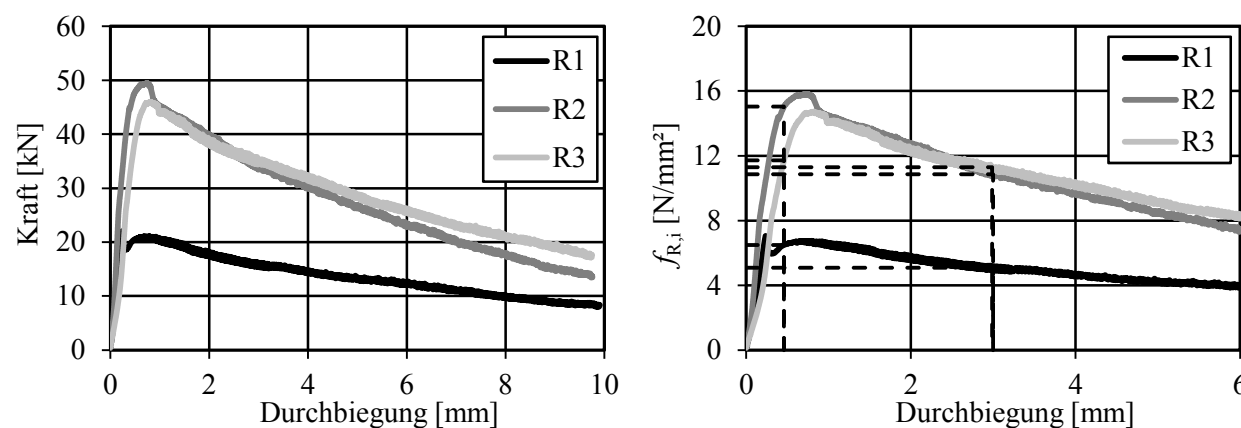 60
50
40
30
20
10
0
Kraft [kN]
R1
R2
R3
0 2 4 6 8 10
Durchbiegung [mm]
20
16
12
8
4
0
f_R,i [N/mm²]
R1
R2
R3
0 2 4 6
Durchbiegung [mm]